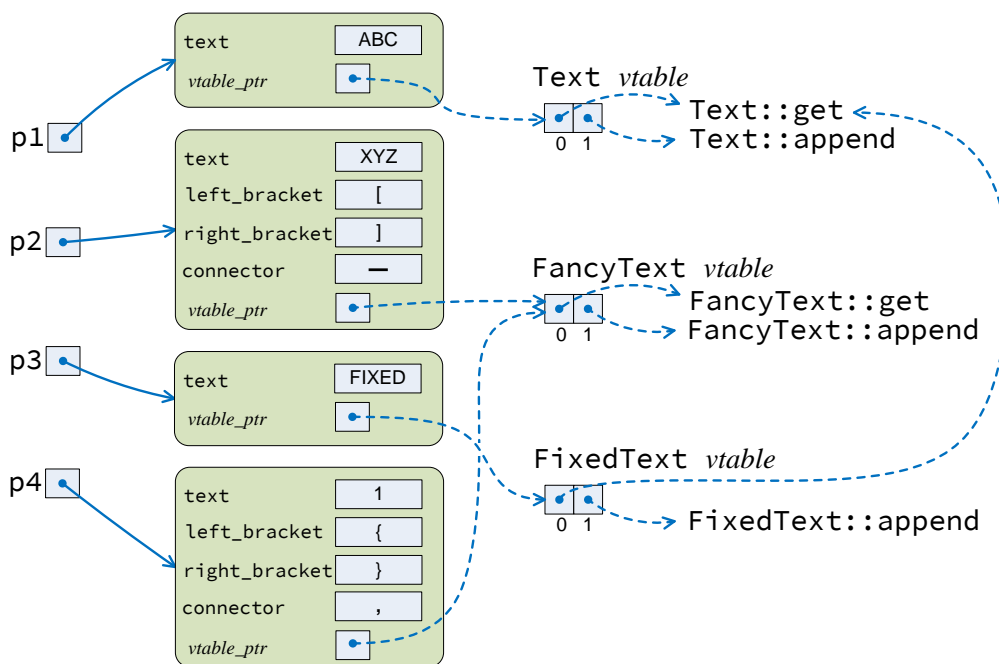 p1
text ABC
vtable_ptr
p2
text XYZ
left_bracket [
right_bracket ]
connector —
vtable_ptr
p3
text FIXED
vtable_ptr
p4
text 1
left_bracket {
right_bracket }
connector ,
vtable_ptr
Text vtable
0 1
Text::get
Text::append
FancyText vtable
0 1
FancyText::get
FancyText::append
FixedText vtable
0 1
FixedText::append